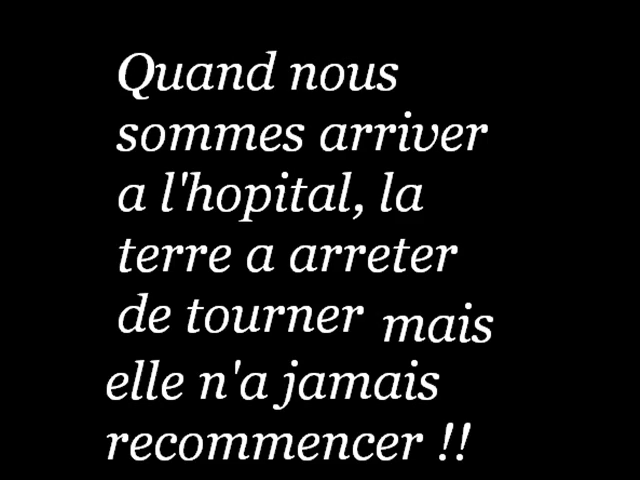 Quand nous
sommes arriver
a l'hopital, la
terre a arreter
de tourner mais
elle n'a jamais
recommencer !!